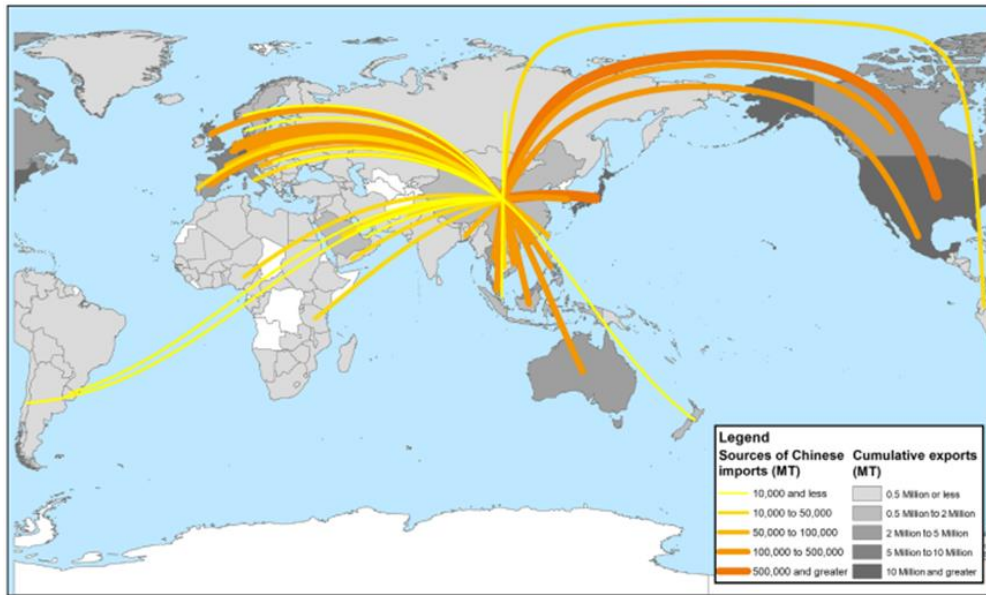 Legend
Sources of Chinese imports (MT)
10,000 and less
10,000 to 50,000
50,000 to 100,000
100,000 to 500,000
500,000 and greater
Cumulative exports (MT)
0.5 Million or less
0.5 Million to 2 Million
2 Million to 5 Million
5 Million to 10 Million
10 Million and greater